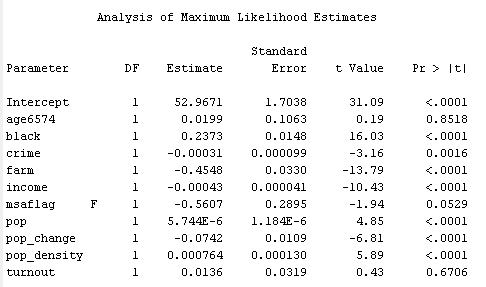 Analysis of Maximum Likelihood Estimates
Standard
Parameter DF Estimate Error t Value Pr > |t|
Intercept 1 52.9671 1.7038 31.09 <.0001
age6574 1 0.0199 0.1063 0.19 0.8518
black 1 0.2373 0.0148 16.03 <.0001
crime 1 -0.00031 0.000099 -3.16 0.0016
farm 1 -0.4548 0.0330 -13.79 <.0001
income 1 -0.00043 0.000041 -10.43 <.0001
msaflag F 1 -0.5607 0.2895 -1.94 0.0529
pop 1 5.744E-6 1.184E-6 4.85 <.0001
pop_change 1 -0.0742 0.0109 -6.81 <.0001
pop_density 1 0.000764 0.000130 5.89 <.0001
turnout 1 0.0136 0.0319 0.43 0.6706